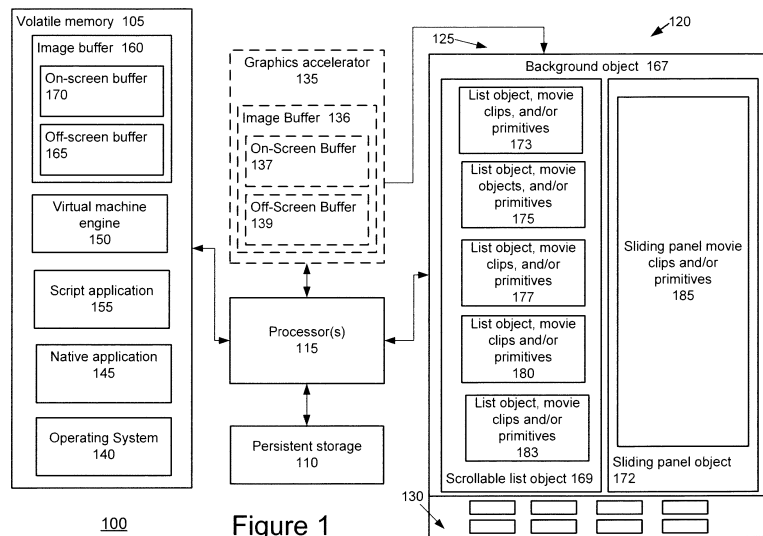 Volatile memory 105
Image buffer 160
On-screen buffer
170
Off-screen buffer
165
Virtual machine
engine
150
Script application
155
Native application
145
Operating System
140
100
Graphics accelerator
135
Image Buffer 136
On-Screen Buffer
137
Off-Screen Buffer
139
Processor(s)
115
Persistent storage
110
Figure 1
125
120
Background object 167
List object, movie
clips, and/or
primitives
173
List object, movie
objects, and/or
primitives
175
List object, movie
clips, and/or
primitives
177
List object, movie
clips and/or
primitives
180
List object, movie
clips and/or
primitives
183
Scrollable list object 169
Sliding panel movie
clips and/or
primitives
185
Sliding panel object
172
130